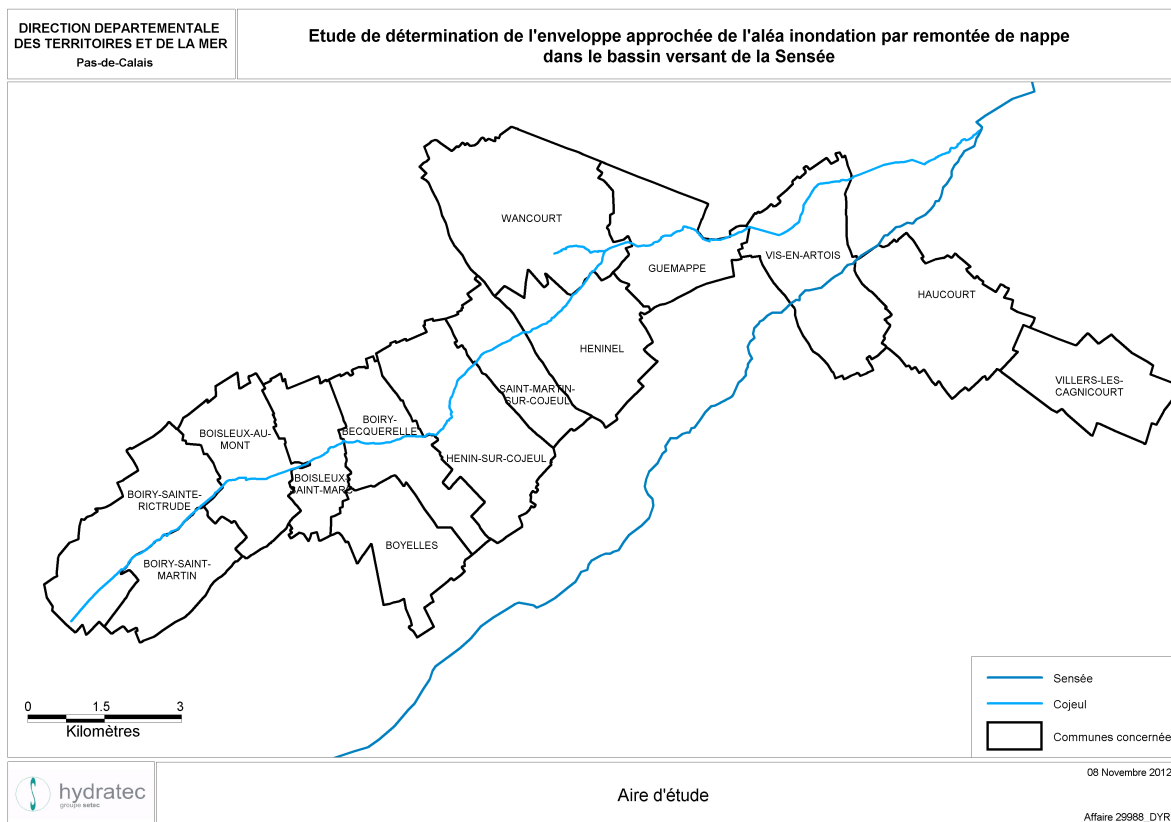 DIRECTION DEPARTEMENTALE
DES TERRITOIRES ET DE LA MER
Pas-de-Calais
Etude de détermination de l'enveloppe approchée de l'aléa inondation par remontée de nappe
dans le bassin versant de la Sensée
WANCOURT
GUEMAPPE
VIS-EN-ARTOIS
HAUCOURT
HENINEL
VILLERS-LES-
CAGNICOURT
SAINT-MARTIN-
SUR-COJEUL
BOIRY-
BECQUERELLE
BOISLEUX-AU-
MONT
HENIN-SUR-COJEUL
BOISLEUX-
SAINT-MARC
BOIRY-SAINTE-
RICTRUDE
BOYELLES
BOIRY-SAINT-
MARTIN
0 1.5 3
Kilomètres
Sensée
Cojeul
Communes concernée
hydratec
groupe setec
Aire d'étude
08 Novembre 2012
Affaire 29988_DYR